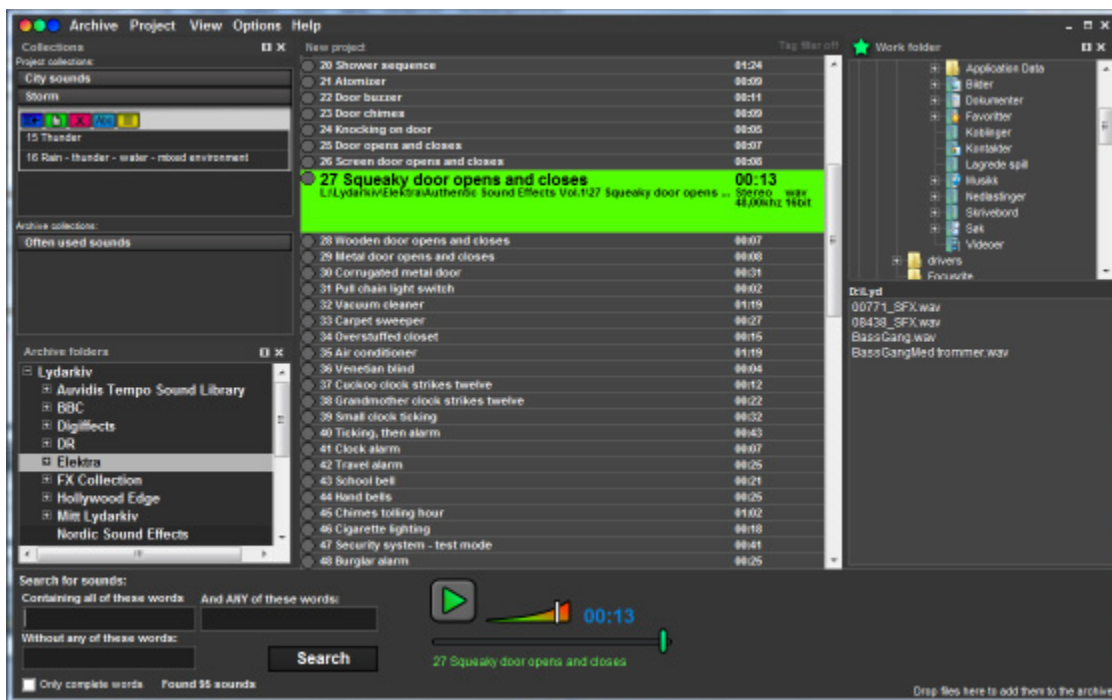 Archive Project View Options Help
Collections
Project collections:
City sounds
Storm
Abc
15 Thunder
16 Rain - thunder - water - mixed environment
Archive collections:
Often used sounds
Archive folders
Lydarkiv
Auvidis Tempo Sound Library
BBC
Digiffects
DR
Elektra
FX Collection
Hollywood Edge
Mitt Lydarkiv
Nordic Sound Effects
New project Tag filter off
20 Shower sequence 01:24
21 Atomizer 00:09
22 Door buzzer 00:11
23 Door chimes 00:09
24 Knocking on door 00:05
25 Door opens and closes 00:07
26 Screen door opens and closes 00:08
27 Squeaky door opens and closes 00:13
L:\Lydarkiv\Elektra\Authentic Sound Effects Vol.1\27 Squeaky door opens ... Stereo wav
48,00khz 16bit
28 Wooden door opens and closes 00:07
29 Metal door opens and closes 00:08
30 Corrugated metal door 00:31
31 Pull chain light switch 00:02
32 Vacuum cleaner 01:19
33 Carpet sweeper 00:27
34 Overstuffed closet 00:15
35 Air conditioner 01:19
36 Venetian blind 00:04
37 Cuckoo clock strikes twelve 00:12
38 Grandmother clock strikes twelve 00:22
39 Small clock ticking 00:32
40 Ticking, then alarm 00:43
41 Clock alarm 00:07
42 Travel alarm 00:25
43 School bell 00:21
44 Hand bells 00:25
45 Chimes tolling hour 01:02
46 Cigarette lighting 00:18
47 Security system - test mode 00:41
48 Burglar alarm 00:25
Work folder
Application Data
Bilder
Dokumenter
Favoritter
Koblinger
Kontakter
Lagrede spill
Musikk
Nedlastinger
Skrivebord
Søk
Videoer
drivers
Focusrite
D:\Lyd
00771_SFX.wav
08438_SFX.wav
BassGang.wav
BassGangMedtrommer.wav
Search for sounds:
Containing all of these words And ANY of these words:
Without any of these words:
Search
Only complete words Found 95 sounds
00:13
27 Squeaky door opens and closes
Drop files here to add them to the archive